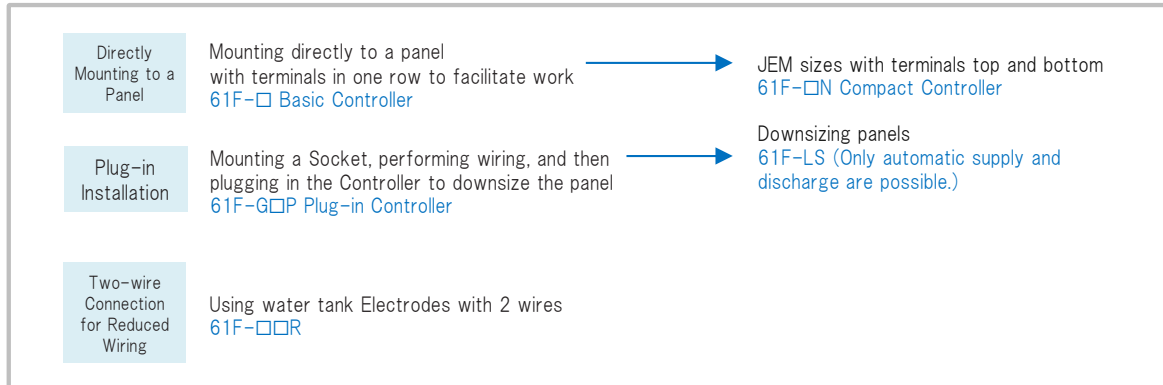 Directly
Mounting to a
Panel
Mounting directly to a panel
with terminals in one row to facilitate work
61F-□ Basic Controller
JEM sizes with terminals top and bottom
61F-□N Compact Controller
Plug-in
Installation
Mounting a Socket, performing wiring, and then
plugging in the Controller to downsize the panel
61F-G□P Plug-in Controller
Downsizing panels
61F-LS (Only automatic supply and
discharge are possible.)
Two-wire
Connection
for Reduced
Wiring
Using water tank Electrodes with 2 wires
61F-□□R